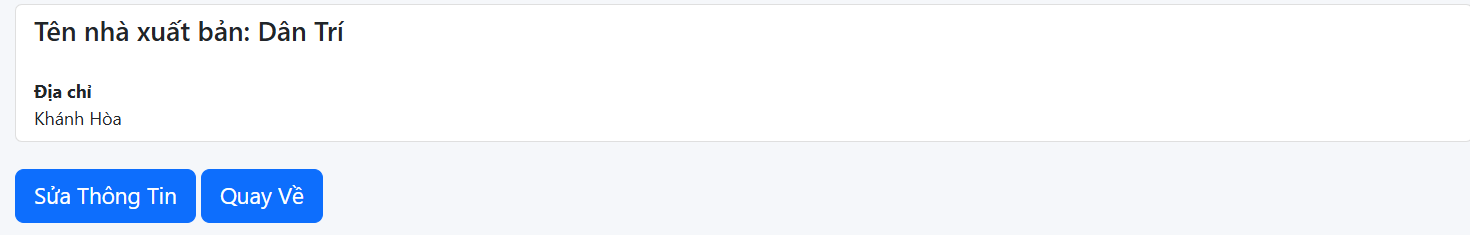 Tên nhà xuất bản: Dân Trí
Địa chỉ
Khánh Hòa
Sửa Thông Tin Quay Về